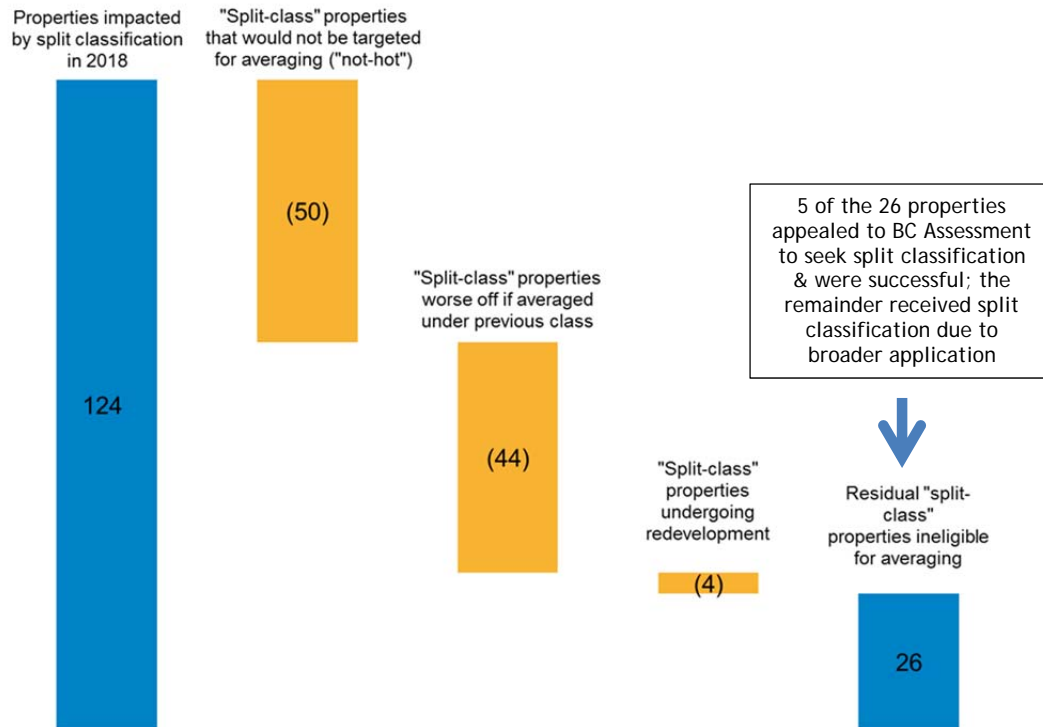 Properties impacted
by split classification
in 2018
"Split-class" properties
that would not be targeted
for averaging ("not-hot")
124
(50)
"Split-class" properties
worse off if averaged
under previous class
(44)
"Split-class"
properties
undergoing
redevelopment
(4)
5 of the 26 properties
appealed to BC Assessment
to seek split classification
& were successful; the
remainder received split
classification due to
broader application
Residual "split-
class"
properties ineligible
for averaging
26